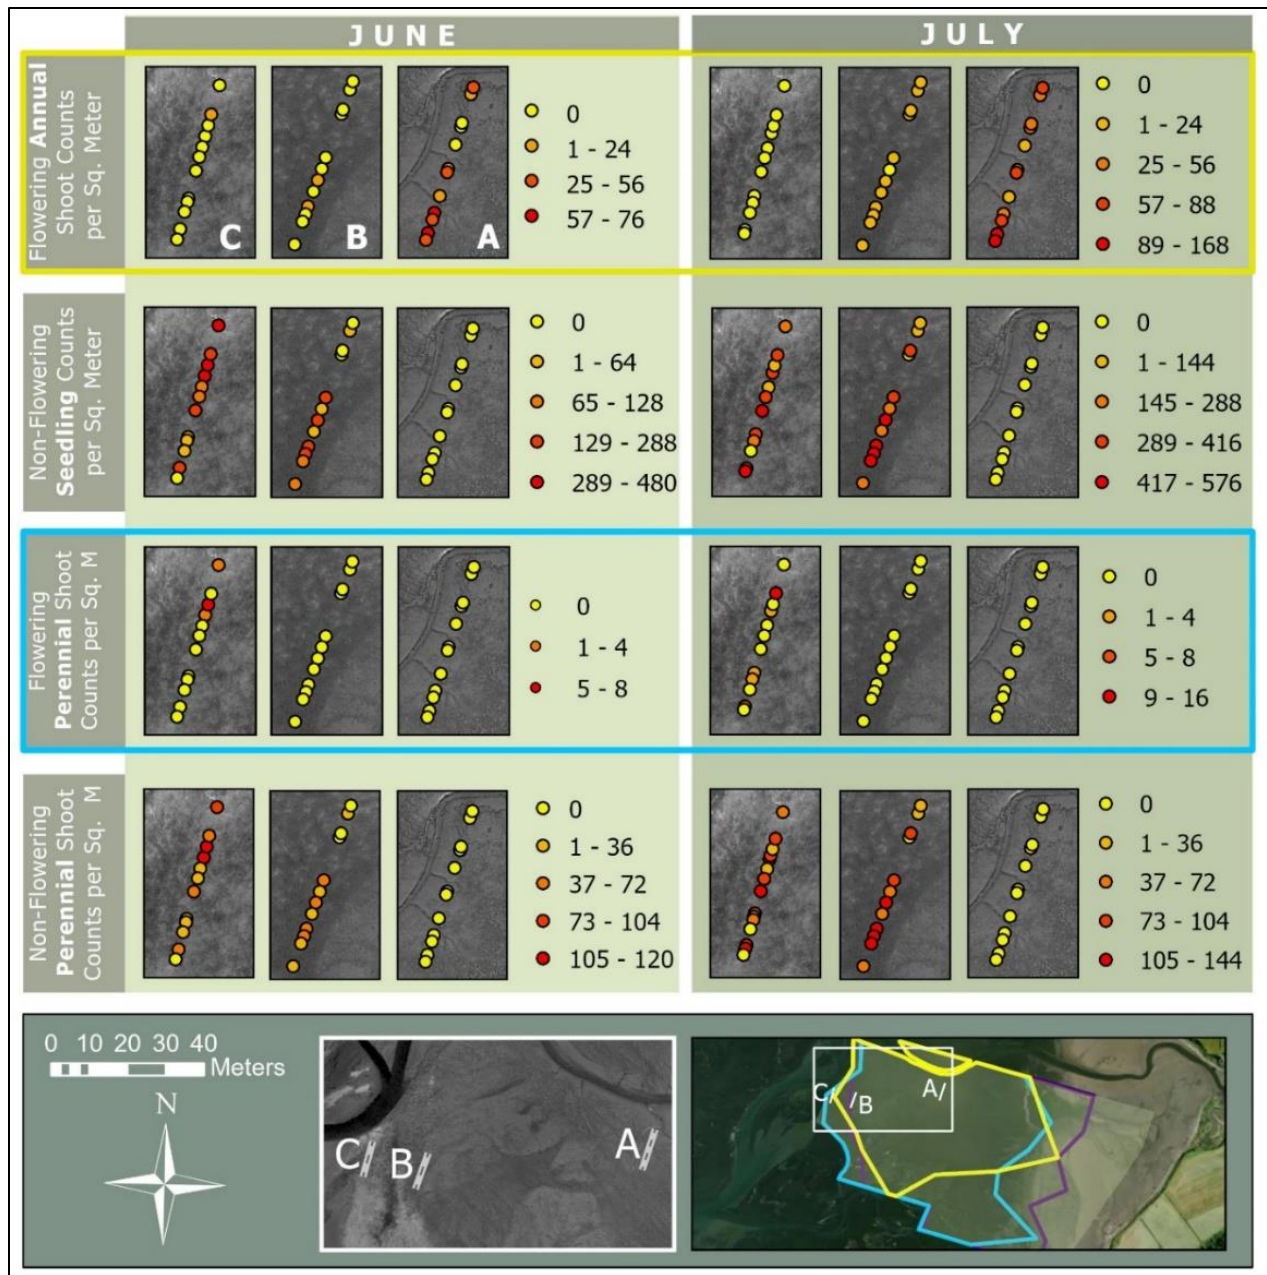 JUNE
JULY
Flowering Annual
Shoot Counts
per Sq. Meter
C
B
A
0
1 - 24
25 - 56
57 - 76
0
1 - 24
25 - 56
57 - 88
89 - 168
Non-Flowering
Seedling Counts
per Sq. Meter
0
1 - 64
65 - 128
129 - 288
289 - 480
0
1 - 144
145 - 288
289 - 416
417 - 576
Flowering
Perennial Shoot
Counts per Sq. M
0
1 - 4
5 - 8
0
1 - 4
5 - 8
9 - 16
Non-Flowering
Perennial Shoot
Counts per Sq. M
0
1 - 36
37 - 72
73 - 104
105 - 120
0
1 - 36
37 - 72
73 - 104
105 - 144
0 10 20 30 40
Meters
N
C
B
A
C/
/B
A/